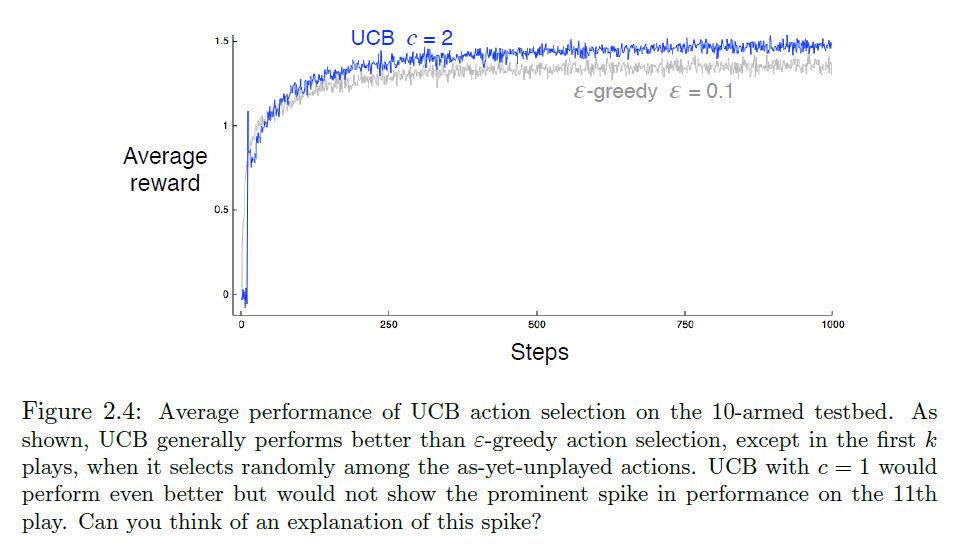 1.5
UCB c = 2
ε-greedy ε = 0.1
1
Average
reward
0.5
0
0 250 500 750 1000
Steps
Figure 2.4: Average performance of UCB action selection on the 10-armed testbed. As
shown, UCB generally performs better than ε-greedy action selection, except in the first k
plays, when it selects randomly among the as-yet-unplayed actions. UCB with c = 1 would
perform even better but would not show the prominent spike in performance on the 11th
play. Can you think of an explanation of this spike?